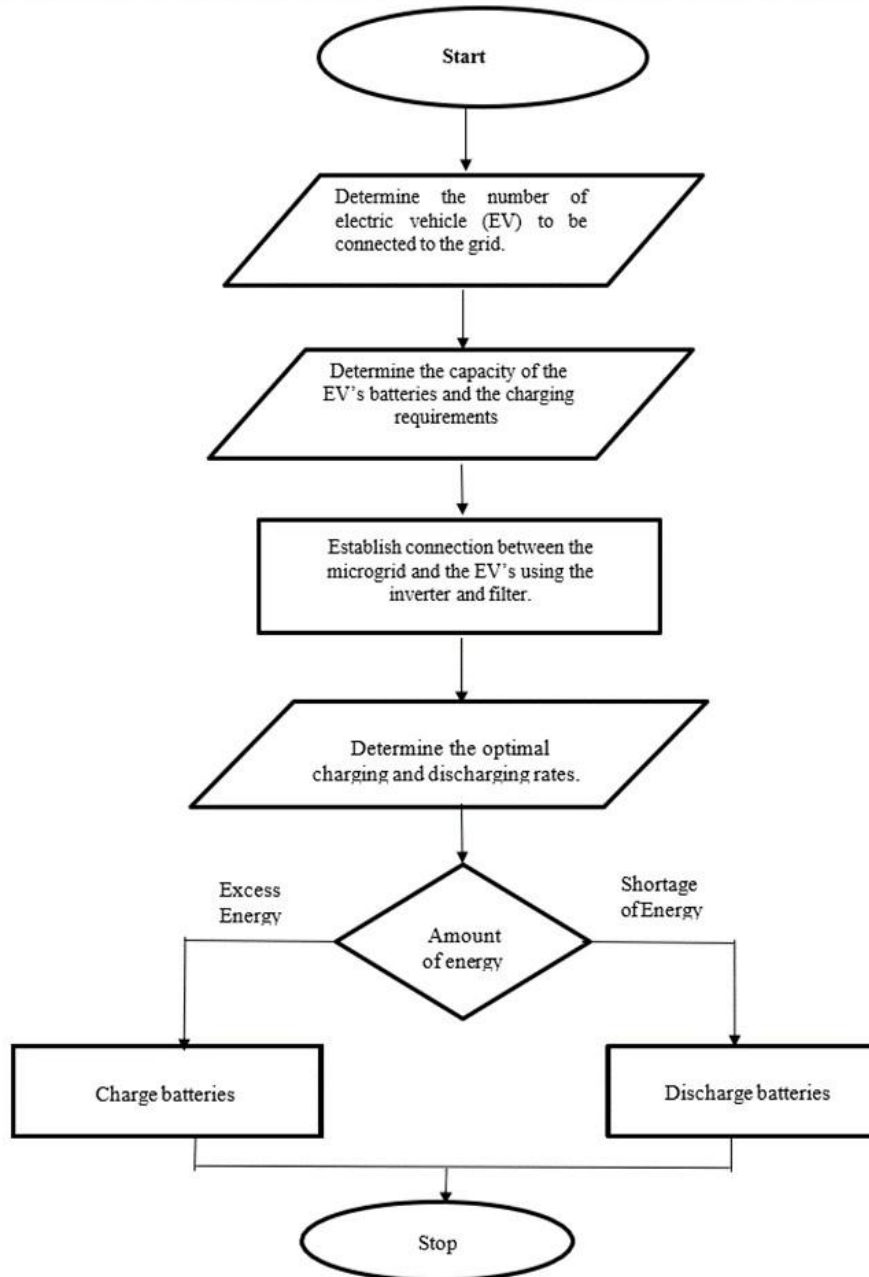 Start
Determine the number of
electric vehicle (EV) to be
connected to the grid.
Determine the capacity of the
EV’s batteries and the charging
requirements
Establish connection between the
microgrid and the EV’s using the
inverter and filter.
Determine the optimal
charging and discharging rates.
Excess
Energy
Shortage
of Energy
Amount
of energy
Charge batteries
Discharge batteries
Stop